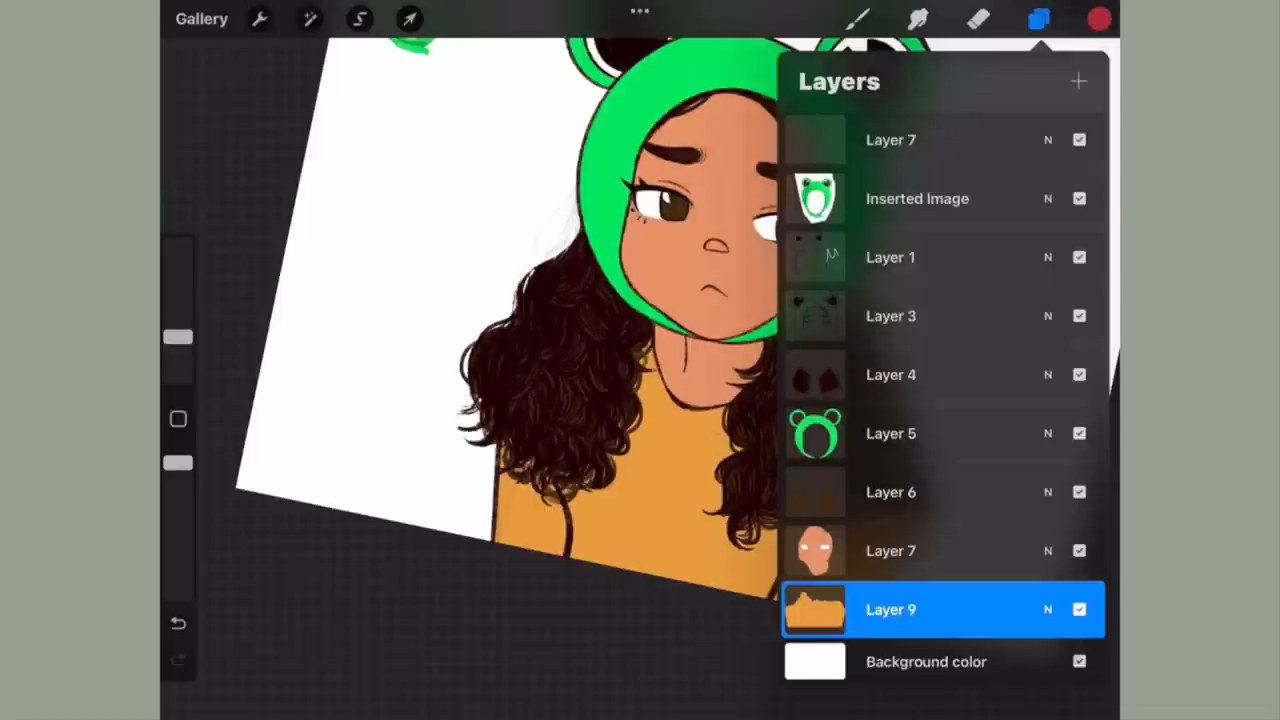 Gallery
Layers
Layer 7 N
Inserted Image N
Layer 1 N
Layer 3 N
Layer 4 N
Layer 5 N
Layer 6 N
Layer 7 N
Layer 9 N
Background color